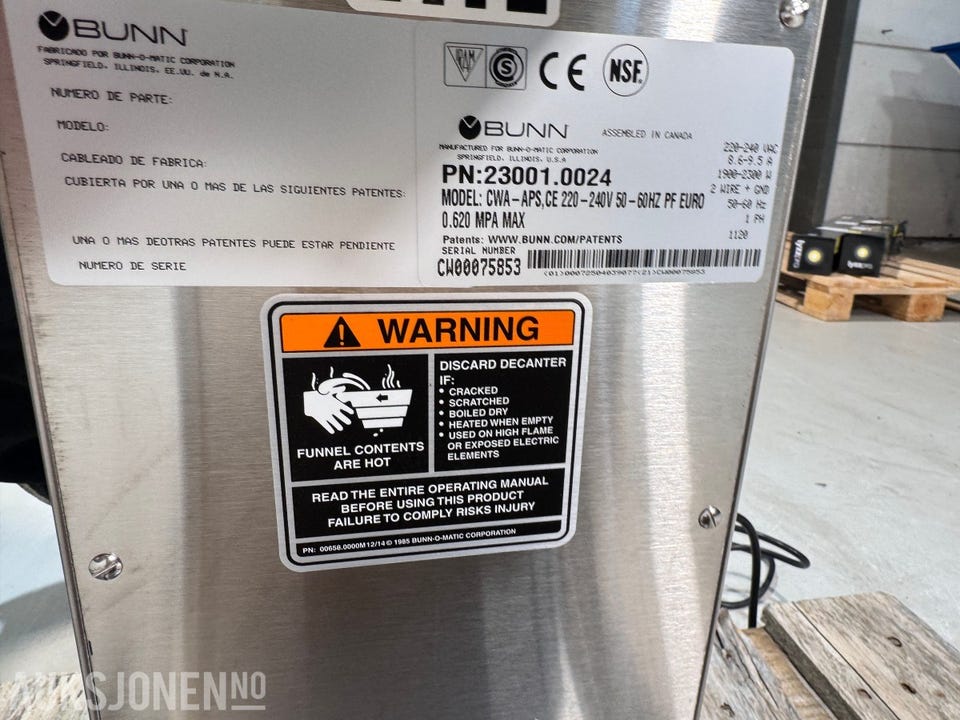 BUNN
FABRICADO POR BUNN-O-MATIC CORPORATION
SPRINGFIELD, ILLINOIS, EE.UU. de N.A.
NUMERO DE PARTE:
MODELO:
CABLEADO DE FABRICA:
CUBIERTA POR UNA O MAS DE LAS SIGUIENTES PATENTES:
UNA O MAS DEOTRAS PATENTES PUEDE ESTAR PENDIENTE
NUMERO DE SERIE
S CE NSF
BUNN
ASSEMBLED IN CANADA
MANUFACTURED FOR BUNN-O-MATIC CORPORATION
SPRINGFIELD, ILLINOIS, U.S.A
PN:23001.0024
MODEL: CWA-APS,CE 220-240V 50-60HZ PF EURO
0.620 MPA MAX
Patents: WWW.BUNN.COM/PATENTS
SERIAL NUMBER
CW00075853
(01)00072504039077(21)CW00075853
220-240 VAC
8.6-9.5 A
1900-2300 W
2 WIRE + GND
50-60 Hz
1 PH
1120
WARNING
FUNNEL CONTENTS
ARE HOT
DISCARD DECANTER
IF:
• CRACKED
• SCRATCHED
• BOILED DRY
• HEATED WHEN EMPTY
• USED ON HIGH FLAME
OR EXPOSED ELECTRIC
ELEMENTS
READ THE ENTIRE OPERATING MANUAL
BEFORE USING THIS PRODUCT
FAILURE TO COMPLY RISKS INJURY
PN: 00658.0000M 12/14 © 1985 BUNN-O-MATIC CORPORATION
AUKSJONEN NO